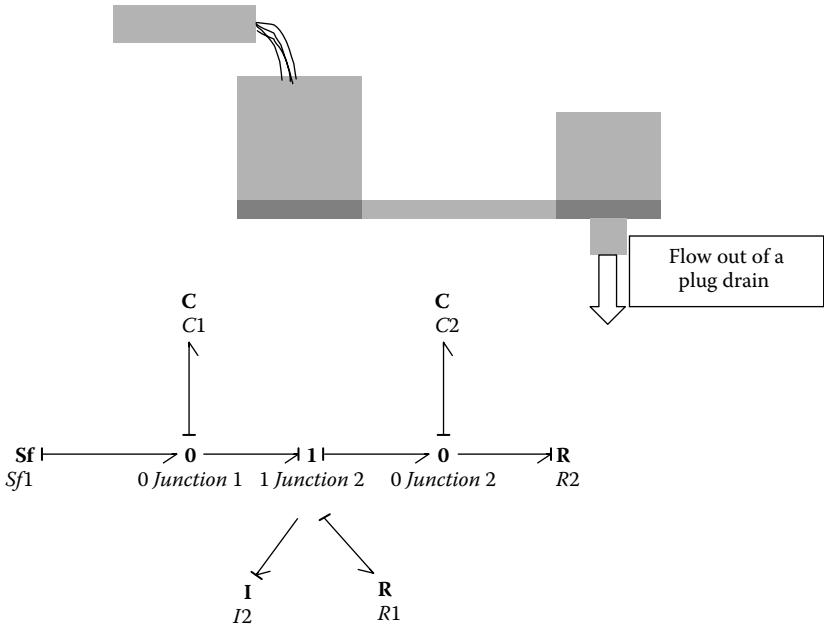 Flow out of a
plug drain
C C
C1 C2
Sf 0 1 0 R
Sf1 0 Junction 1 1 Junction 2 0 Junction 2 R2
I R
I2 R1